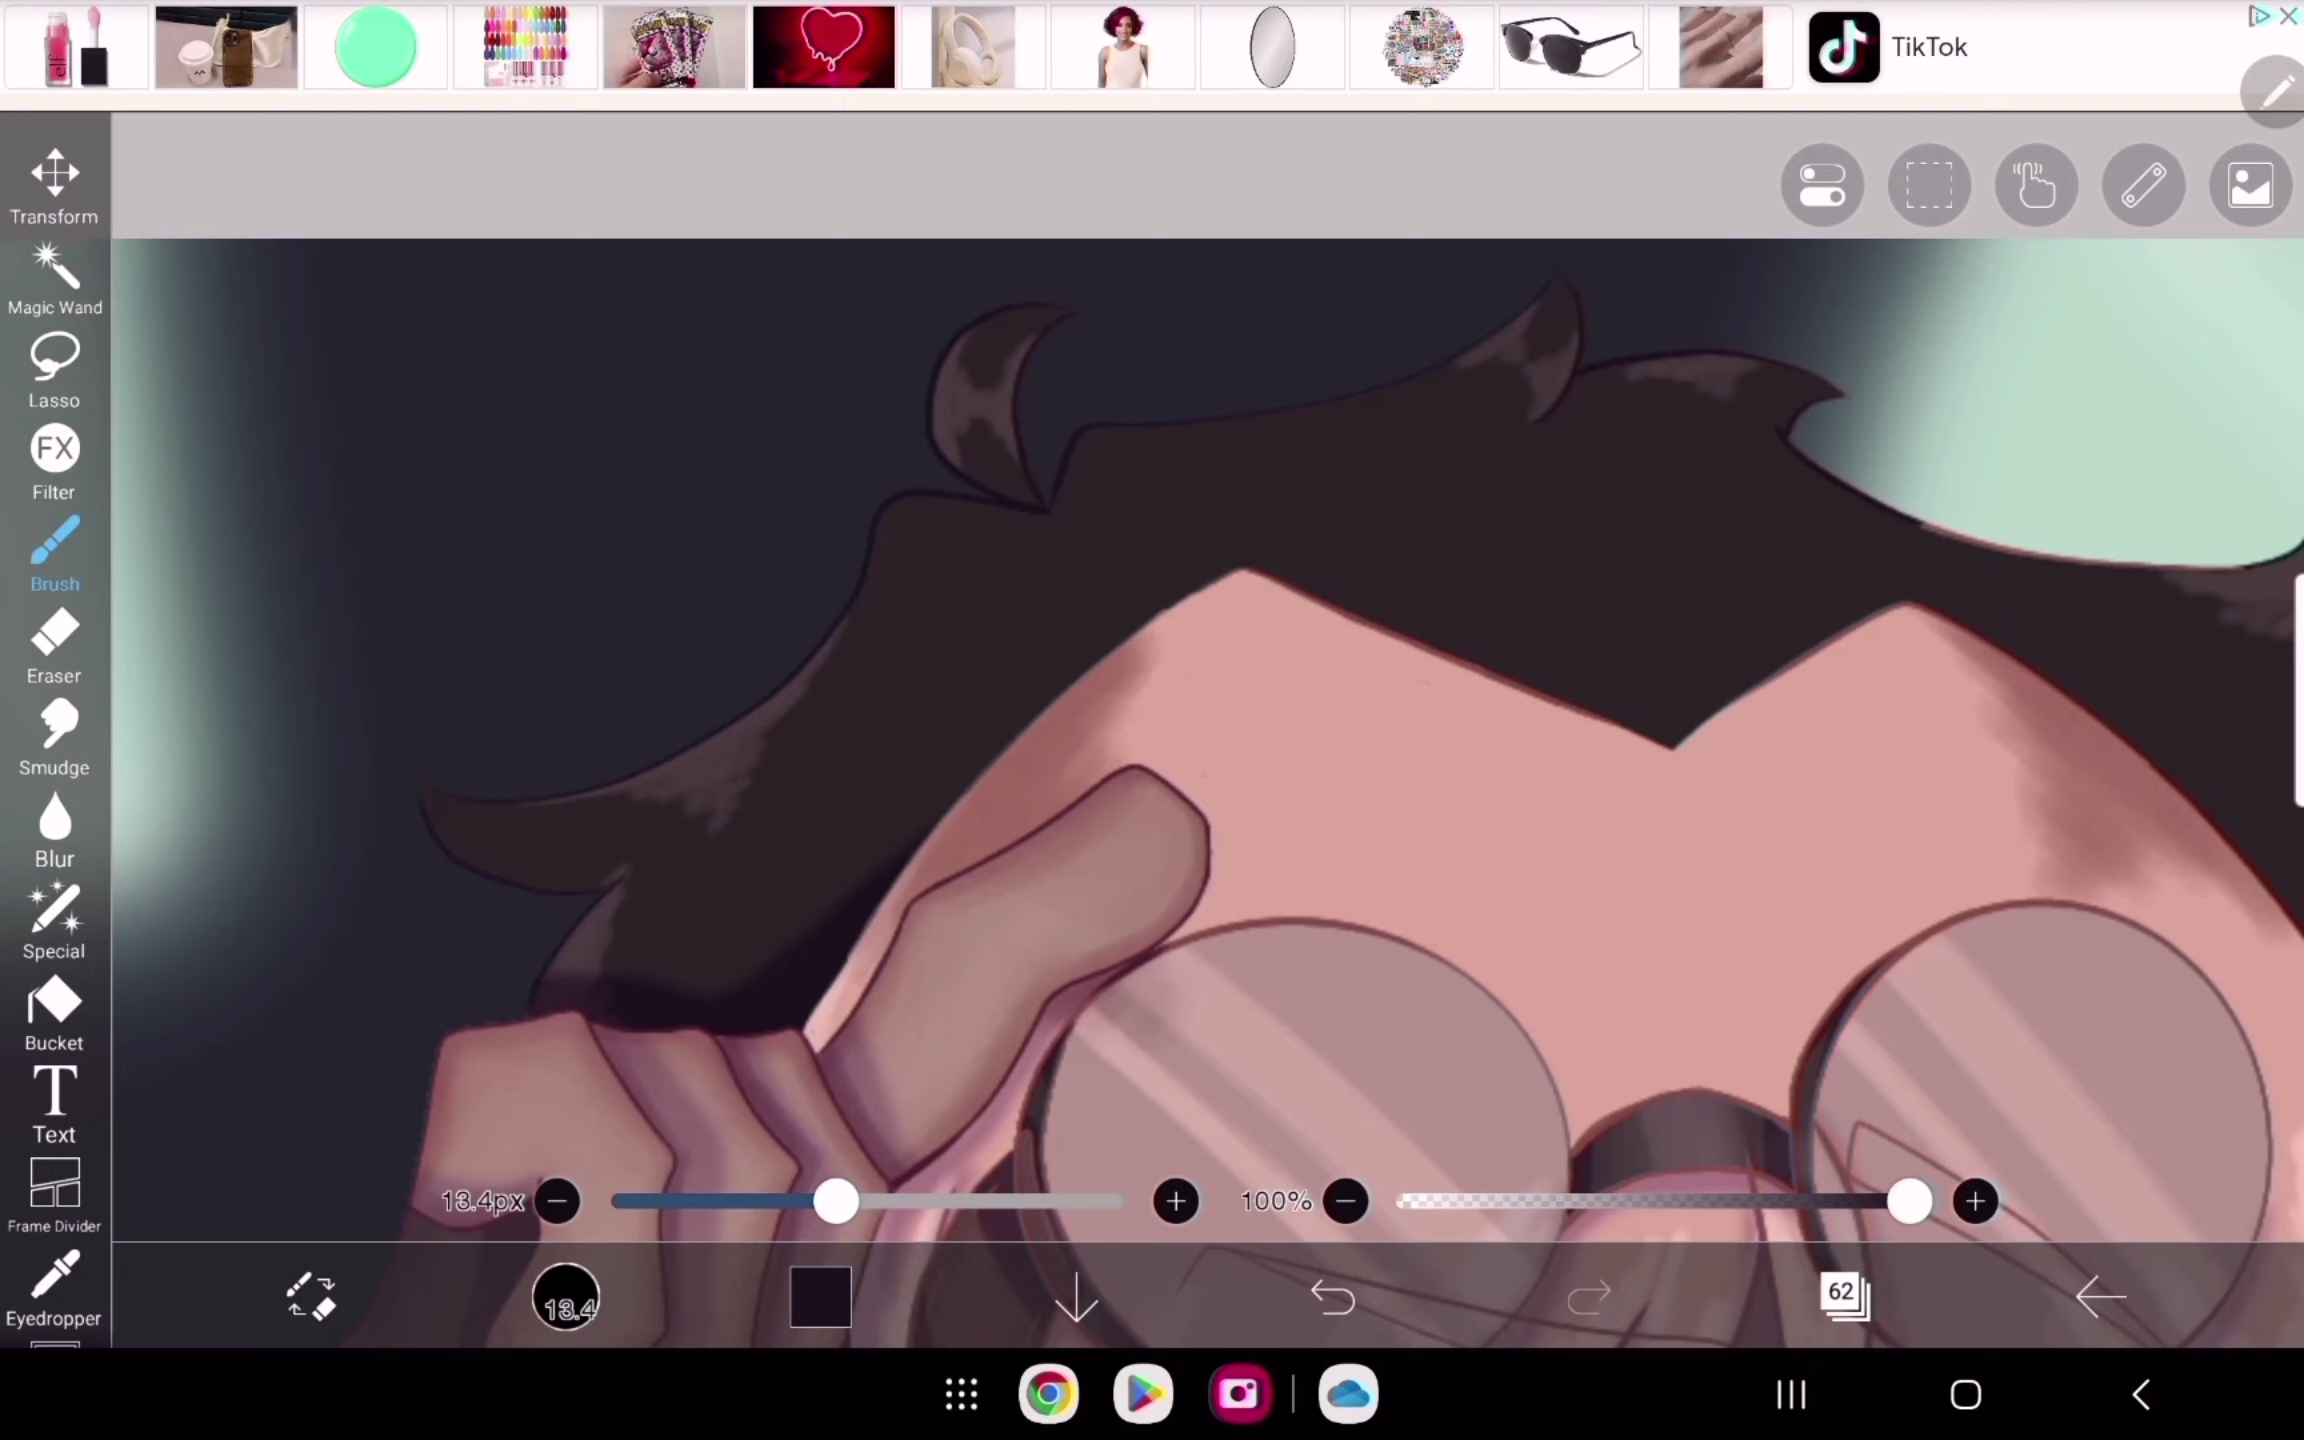 elf
TikTok
Transform
Magic Wand
Lasso
FX
Filter
Brush
Eraser
Smudge
Blur
Special
Bucket
T
Text
Frame Divider
Eyedropper
13.4px
100%
13.4
62